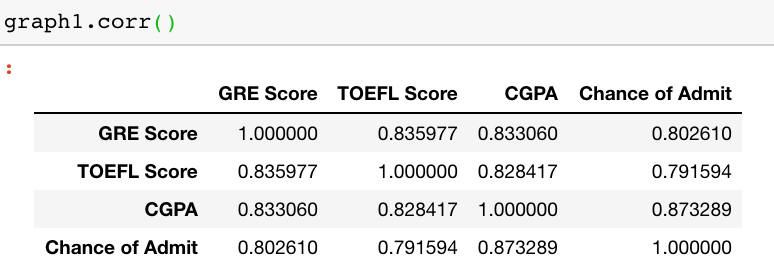 graph1.corr()
:
GRE Score TOEFL Score CGPA Chance of Admit
GRE Score 1.000000 0.835977 0.833060 0.802610
TOEFL Score 0.835977 1.000000 0.828417 0.791594
CGPA 0.833060 0.828417 1.000000 0.873289
Chance of Admit 0.802610 0.791594 0.873289 1.000000